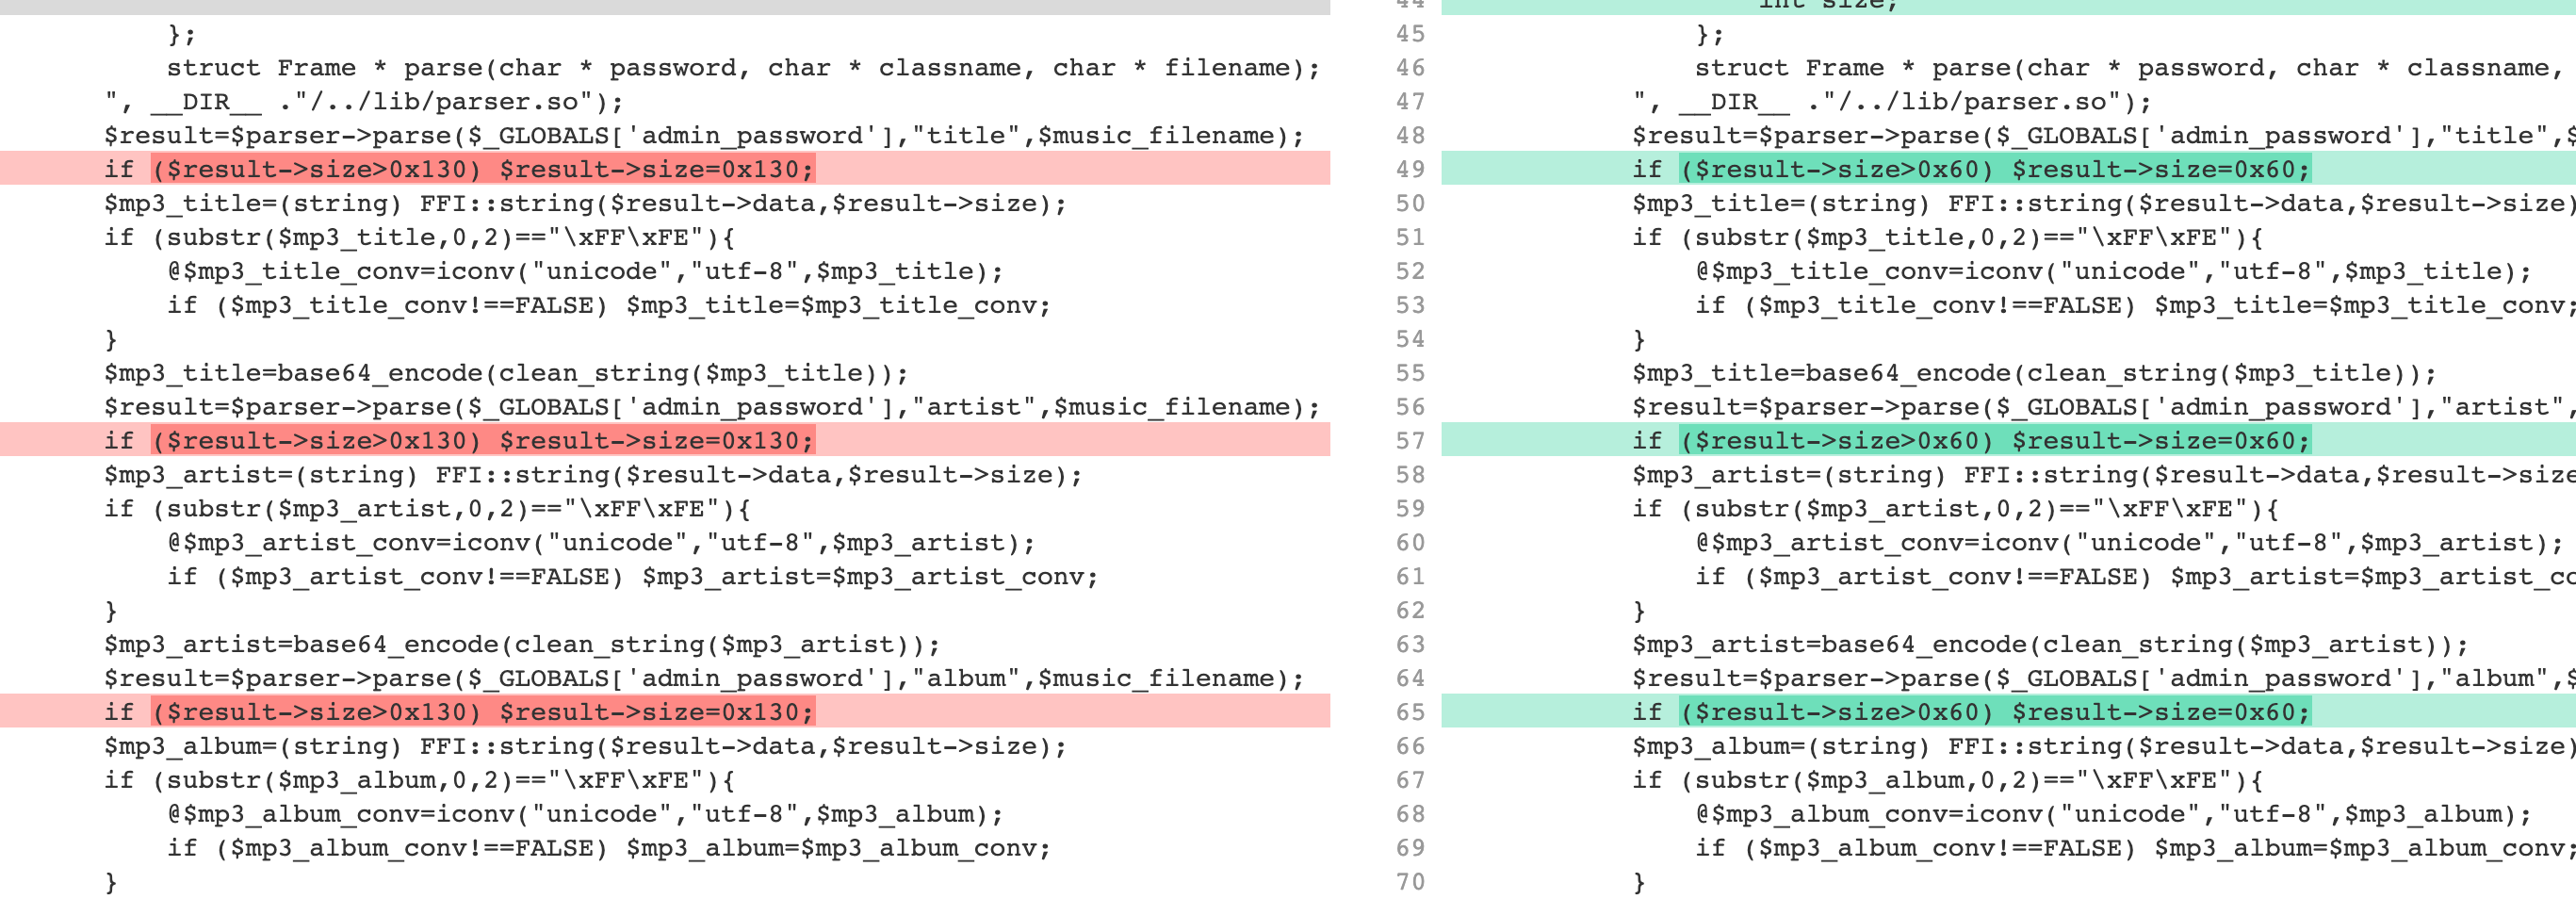 };
struct Frame * parse(char * password, char * classname, char * filename);
", __DIR__ ."/../lib/parser.so");
$result=$parser->parse($_GLOBALS['admin_password'],"title",$music_filename);
if ($result->size>0x130) $result->size=0x130;
$mp3_title=(string) FFI::string($result->data,$result->size);
if (substr($mp3_title,0,2)=="\xFF\xFE"){
@$mp3_title_conv=iconv("unicode","utf-8",$mp3_title);
if ($mp3_title_conv!==FALSE) $mp3_title=$mp3_title_conv;
}
$mp3_title=base64_encode(clean_string($mp3_title));
$result=$parser->parse($_GLOBALS['admin_password'],"artist",$music_filename);
if ($result->size>0x130) $result->size=0x130;
$mp3_artist=(string) FFI::string($result->data,$result->size);
if (substr($mp3_artist,0,2)=="\xFF\xFE"){
@$mp3_artist_conv=iconv("unicode","utf-8",$mp3_artist);
if ($mp3_artist_conv!==FALSE) $mp3_artist=$mp3_artist_conv;
}
$mp3_artist=base64_encode(clean_string($mp3_artist));
$result=$parser->parse($_GLOBALS['admin_password'],"album",$music_filename);
if ($result->size>0x130) $result->size=0x130;
$mp3_album=(string) FFI::string($result->data,$result->size);
if (substr($mp3_album,0,2)=="\xFF\xFE"){
@$mp3_album_conv=iconv("unicode","utf-8",$mp3_album);
if ($mp3_album_conv!==FALSE) $mp3_album=$mp3_album_conv;
}
44 int size;
45 };
46 struct Frame * parse(char * password, char * classname,
47 ", __DIR__ ."/../lib/parser.so");
48 $result=$parser->parse($_GLOBALS['admin_password'],"title",$
49 if ($result->size>0x60) $result->size=0x60;
50 $mp3_title=(string) FFI::string($result->data,$result->size)
51 if (substr($mp3_title,0,2)=="\xFF\xFE"){
52 @$mp3_title_conv=iconv("unicode","utf-8",$mp3_title);
53 if ($mp3_title_conv!==FALSE) $mp3_title=$mp3_title_conv;
54 }
55 $mp3_title=base64_encode(clean_string($mp3_title));
56 $result=$parser->parse($_GLOBALS['admin_password'],"artist",
57 if ($result->size>0x60) $result->size=0x60;
58 $mp3_artist=(string) FFI::string($result->data,$result->size
59 if (substr($mp3_artist,0,2)=="\xFF\xFE"){
60 @$mp3_artist_conv=iconv("unicode","utf-8",$mp3_artist);
61 if ($mp3_artist_conv!==FALSE) $mp3_artist=$mp3_artist_co
62 }
63 $mp3_artist=base64_encode(clean_string($mp3_artist));
64 $result=$parser->parse($_GLOBALS['admin_password'],"album",$
65 if ($result->size>0x60) $result->size=0x60;
66 $mp3_album=(string) FFI::string($result->data,$result->size)
67 if (substr($mp3_album,0,2)=="\xFF\xFE"){
68 @$mp3_album_conv=iconv("unicode","utf-8",$mp3_album);
69 if ($mp3_album_conv!==FALSE) $mp3_album=$mp3_album_conv;
70 }